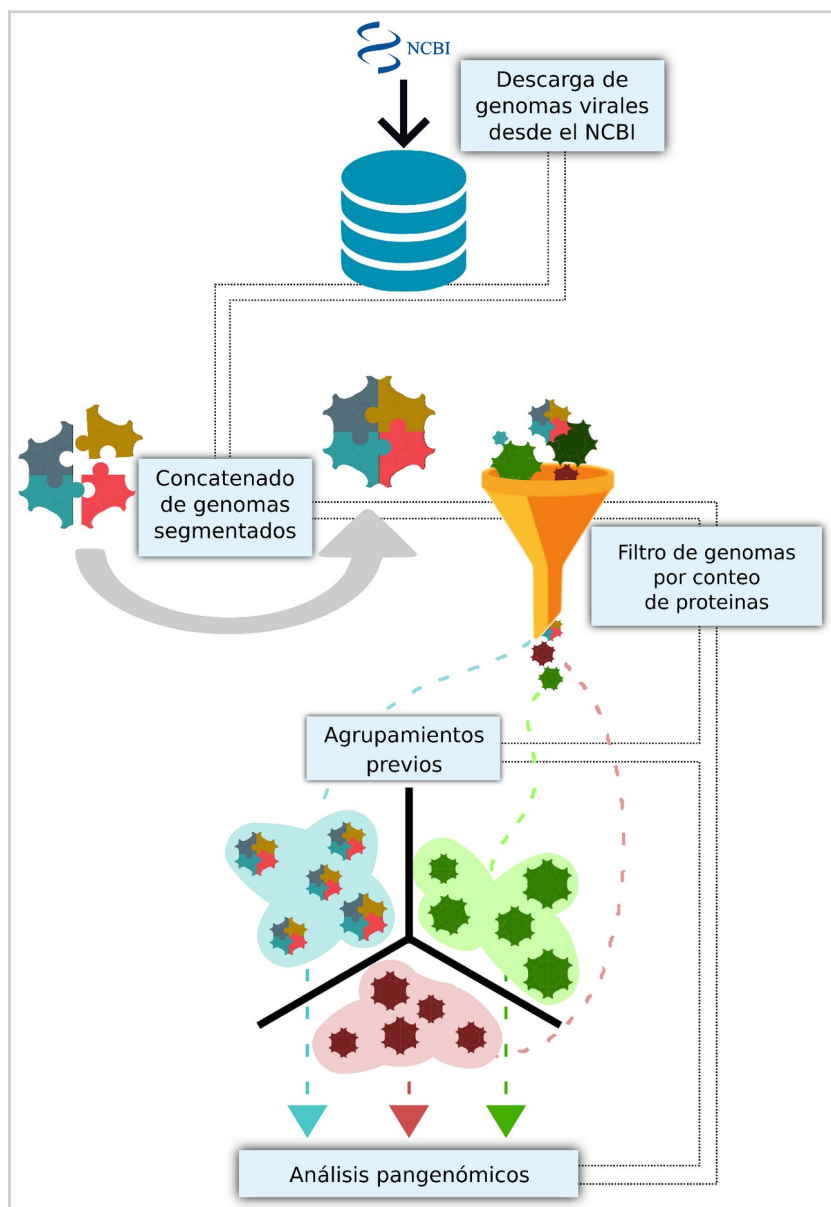 NCBI
Descarga de
genomas virales
desde el NCBI
Concatenado
de genomas
segmentados
Filtro de genomas
por conteo
de proteinas
Agrupamientos
previos
Análisis pangenómicos